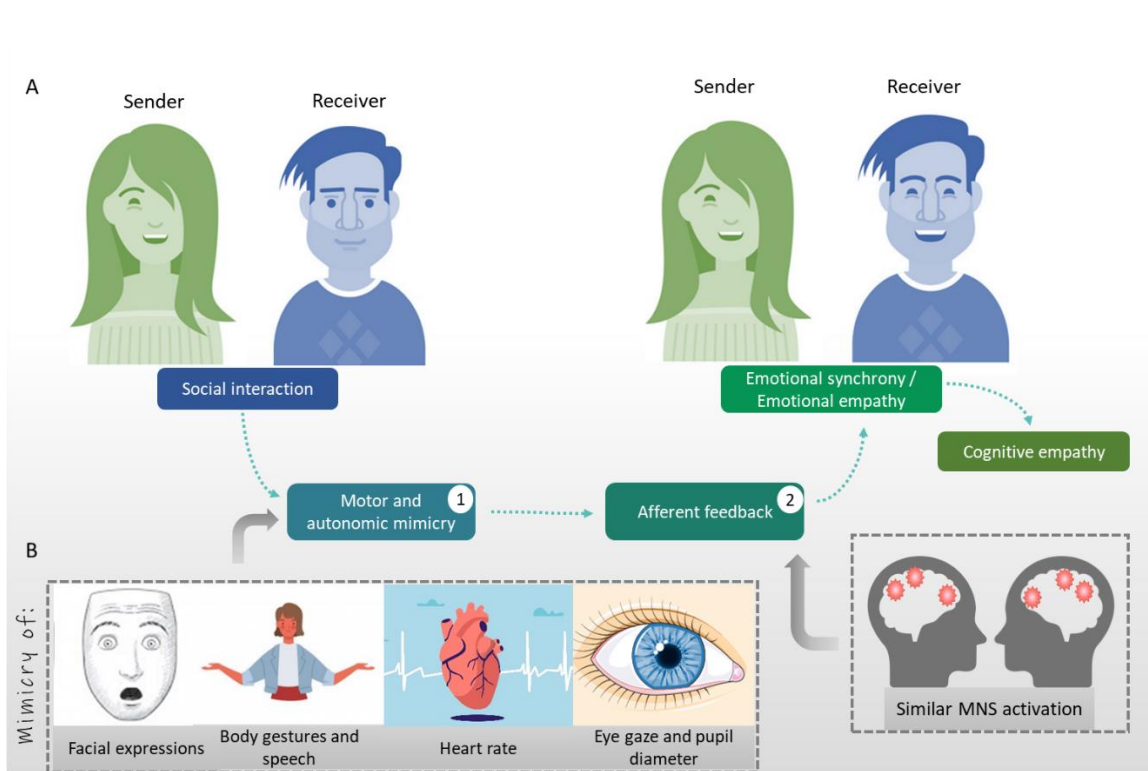 A
Sender
Receiver
Sender
Receiver
Social interaction
Emotional synchrony /
Emotional empathy
Cognitive empathy
Motor and
autonomic mimicry
1
Afferent feedback
2
B
Mimicry of:
Facial expressions
Body gestures and
speech
Heart rate
Eye gaze and pupil
diameter
Similar MNS activation